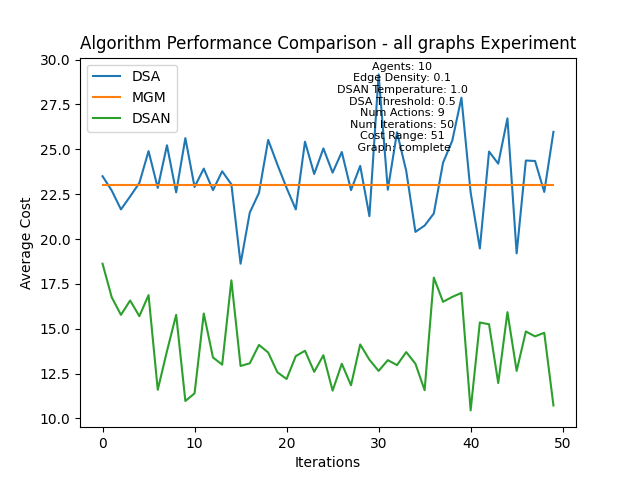 Algorithm Performance Comparison - all graphs Experiment
DSA
MGM
DSAN
Agents: 10
Edge Density: 0.1
DSAN Temperature: 1.0
DSA Threshold: 0.5
Num Actions: 9
Num Iterations: 50
Cost Range: 51
Graph: complete
Average Cost
30.0
27.5
25.0
22.5
20.0
17.5
15.0
12.5
10.0
0 10 20 30 40 50
Iterations